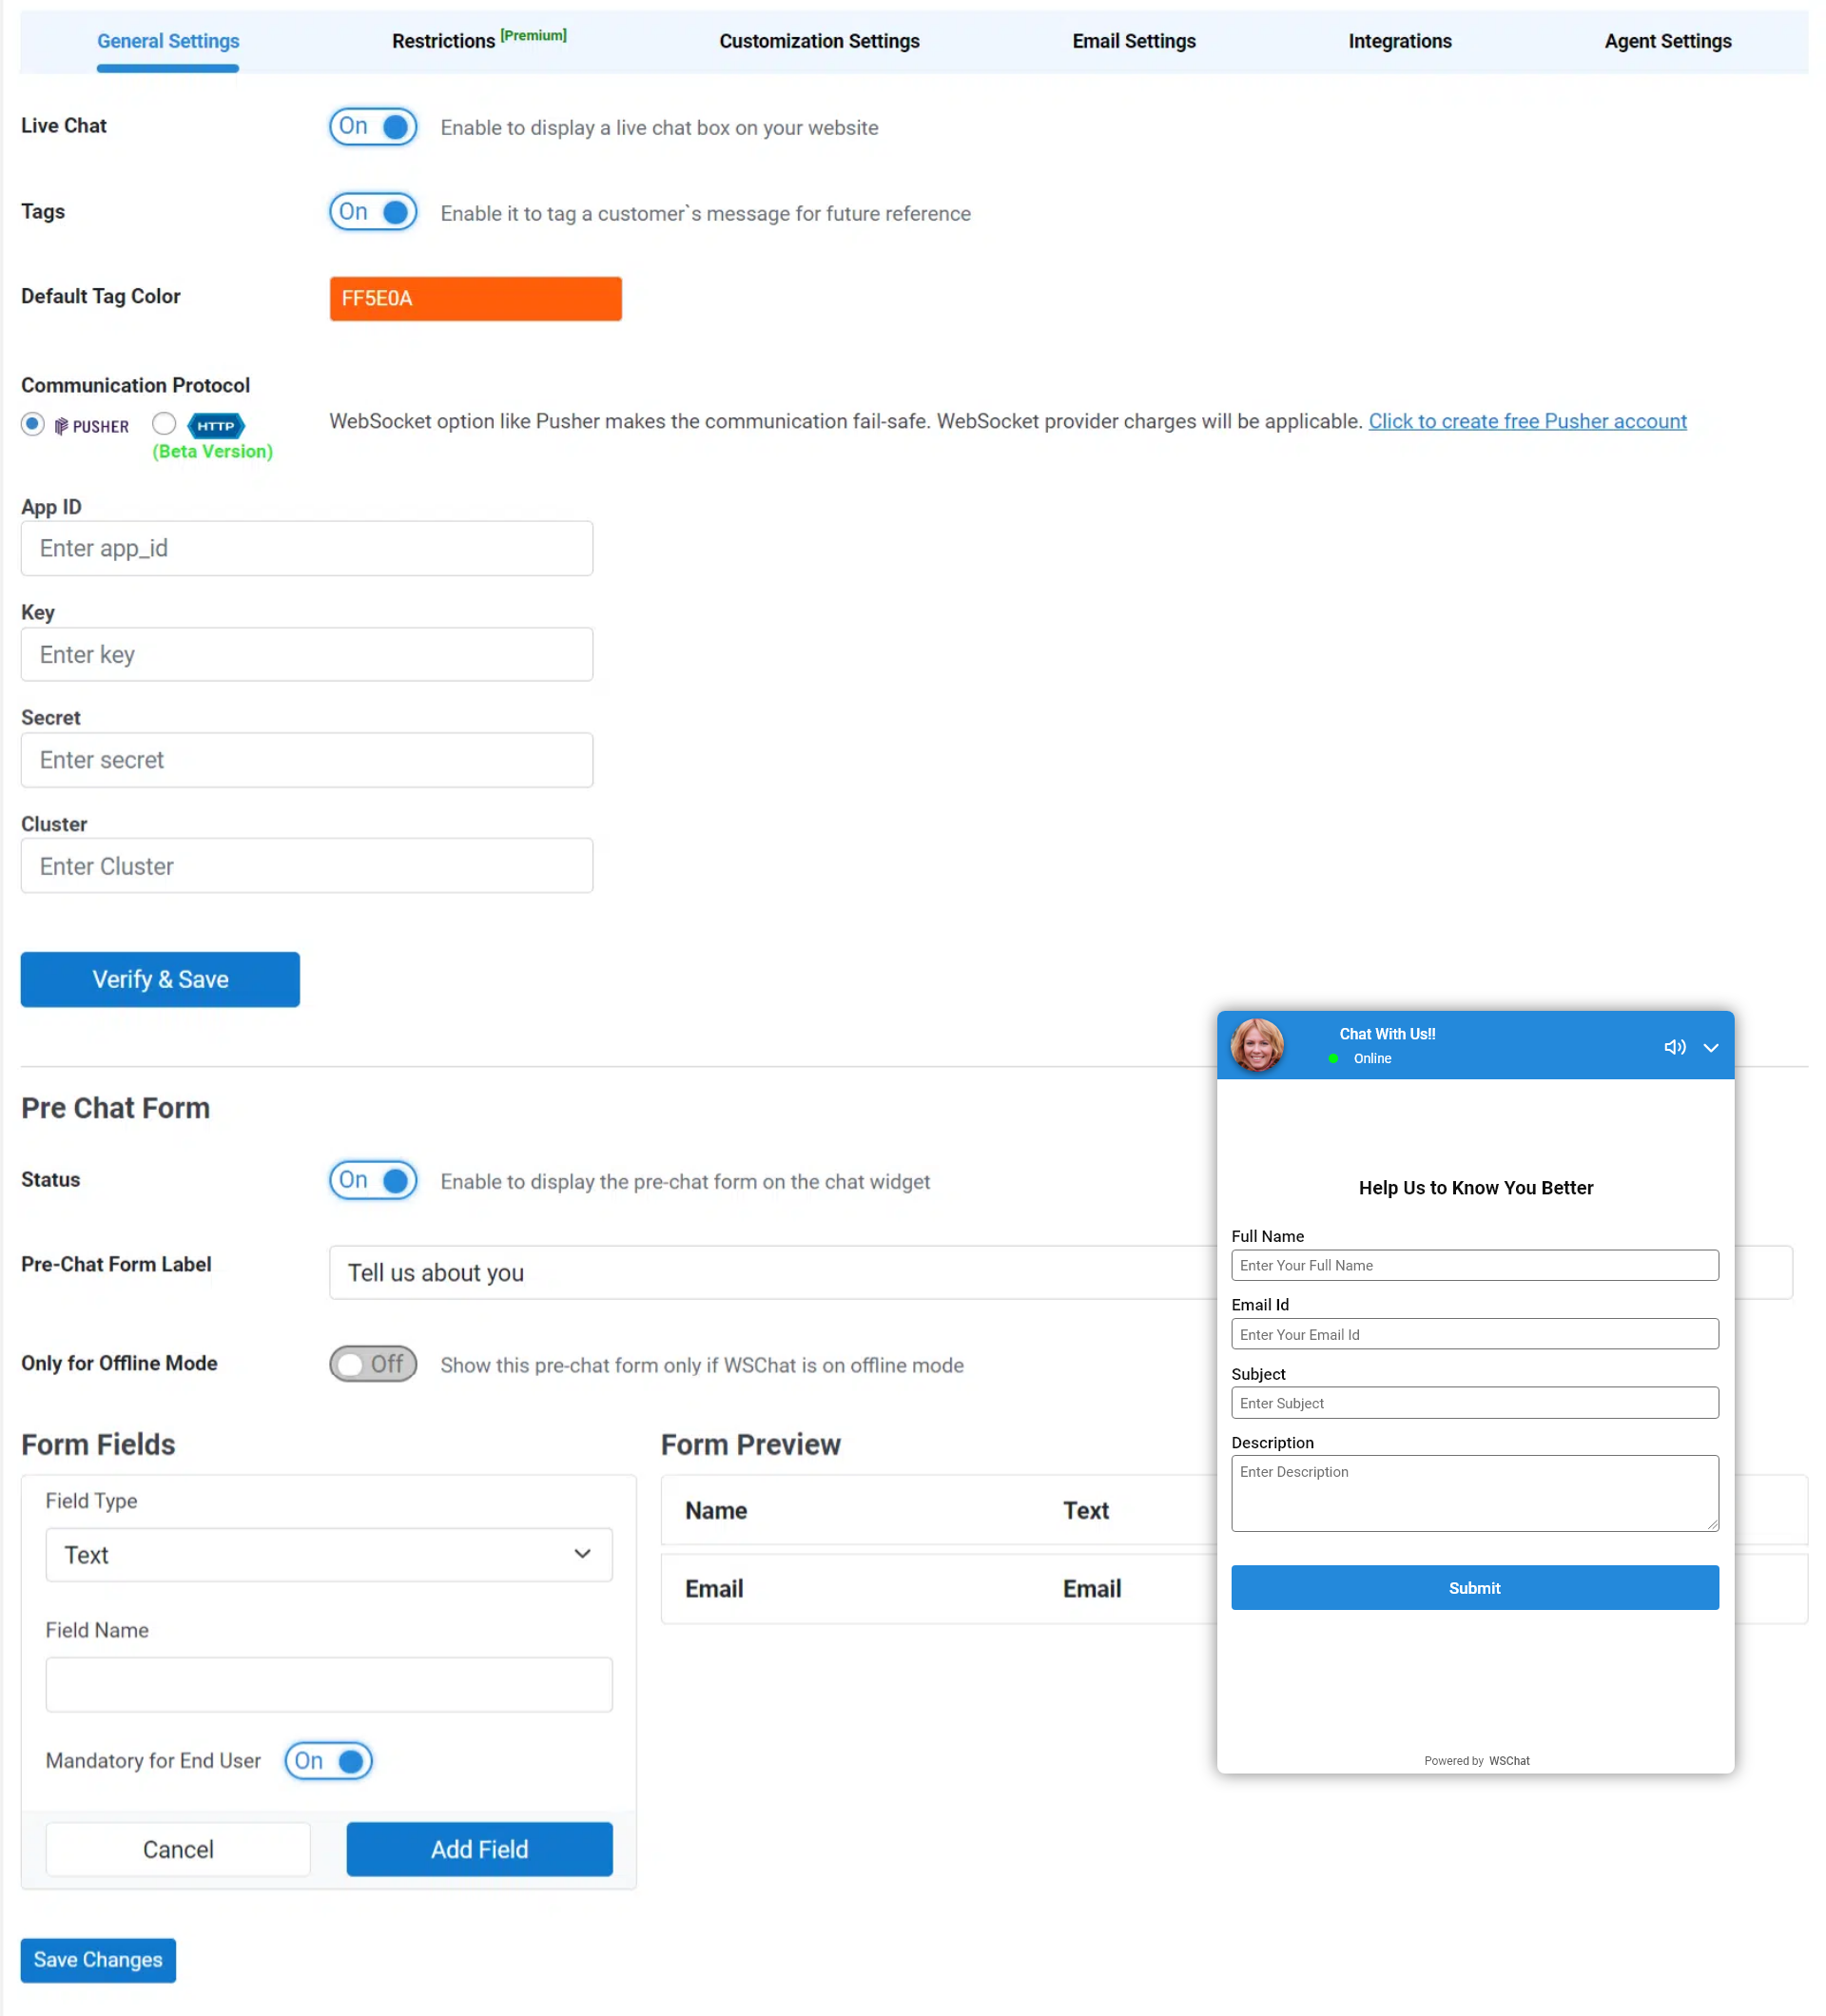 General Settings
Restrictions [Premium]
Customization Settings
Email Settings
Integrations
Agent Settings
Live Chat
On
Enable to display a live chat box on your website
Tags
On
Enable it to tag a customer`s message for future reference
Default Tag Color
FF5E0A
Communication Protocol
PUSHER
HTTP
(Beta Version)
WebSocket option like Pusher makes the communication fail-safe. WebSocket provider charges will be applicable. Click to create free Pusher account
App ID
Enter app_id
Key
Enter key
Secret
Enter secret
Cluster
Enter Cluster
Verify & Save
Pre Chat Form
Status
On
Enable to display the pre-chat form on the chat widget
Pre-Chat Form Label
Tell us about you
Only for Offline Mode
Off
Show this pre-chat form only if WSChat is on offline mode
Form Fields
Field Type
Text
Field Name
Mandatory for End User
On
Cancel
Add Field
Form Preview
Name
Text
Email
Email
Save Changes
Chat With Us!!
Online
Help Us to Know You Better
Full Name
Enter Your Full Name
Email Id
Enter Your Email Id
Subject
Enter Subject
Description
Enter Description
Submit
Powered by WSChat